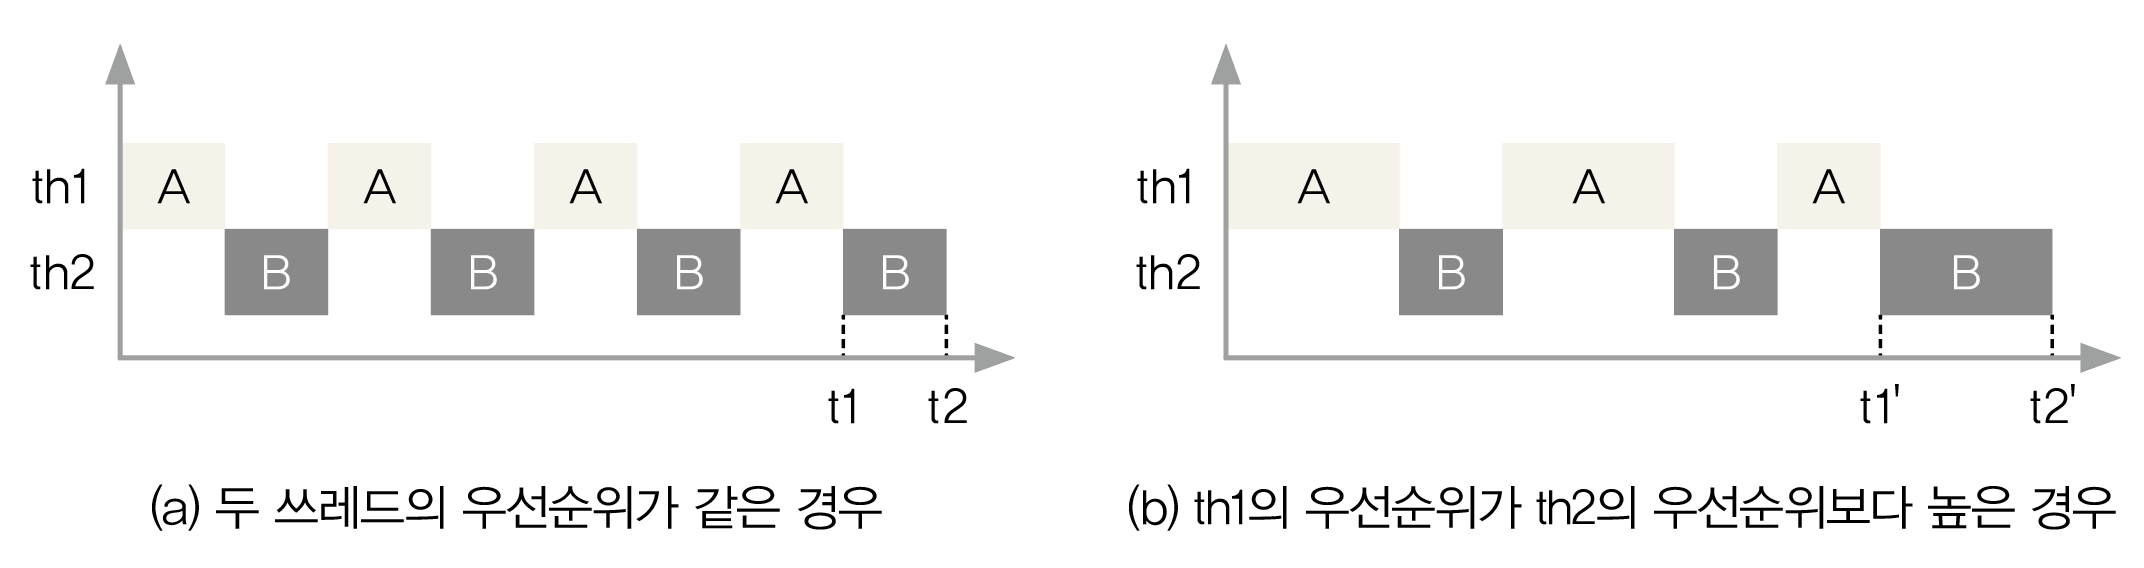 th1 A A A A
th2 B B B B
t1 t2
(a) 두 쓰레드의 우선순위가 같은 경우
th1 A A A
th2 B B B
t1' t2'
(b) th1의 우선순위가 th2의 우선순위보다 높은 경우